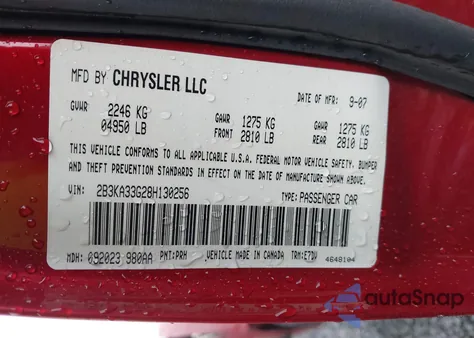 MFD BY CHRYSLER LLC DATE OF MFR: 9-07
GVWR 2246 KG GAWR 1275 KG GAWR 1275 KG
04950 LB FRONT 2810 LB REAR 2810 LB
THIS VEHICLE CONFORMS TO ALL APPLICABLE U.S.A. FEDERAL MOTOR VEHICLE SAFETY, BUMPER
AND THEFT PREVENTION STANDARDS IN EFFECT ON THE DATE OF MANUFACTURE SHOWN ABOVE.
VIN: 2B3KA33G28H130256 TYPE: PASSENGER CAR
MDH: 092023 980AA PNT: PRH VEHICLE MADE IN CANADA TRM: E7DV
4648104
autoSnap